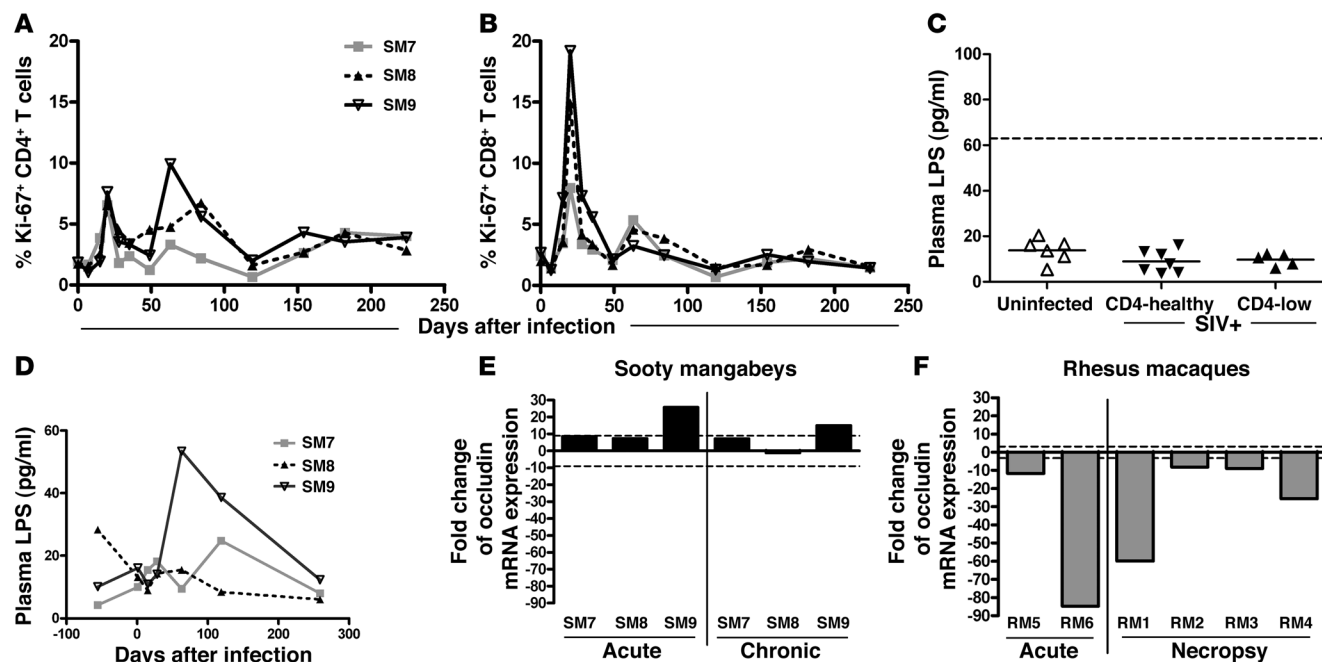 A
% Ki-67⁺ CD4⁺ T cells
20
15
10
5
0
0 50 100 150 200 250
SM7
SM8
SM9
B
% Ki-67⁺ CD8⁺ T cells
20
15
10
5
0
0 50 100 150 200 250
Days after infection
C
Plasma LPS (pg/ml)
100
80
60
40
20
0
Uninfected CD4-healthy CD4-low
SIV+
D
Plasma LPS (pg/ml)
60
40
20
0
-100 0 100 200 300
Days after infection
SM7
SM8
SM9
E
Sooty mangabeys
Fold change
of occludin
mRNA expression
30
20
10
0
-10
-20
-30
-40
-50
-60
-70
-80
-90
SM7 SM8 SM9 SM7 SM8 SM9
Acute Chronic
F
Rhesus macaques
Fold change
of occludin
mRNA expression
30
20
10
0
-10
-20
-30
-40
-50
-60
-70
-80
-90
RM5 RM6 RM1 RM2 RM3 RM4
Acute Necropsy